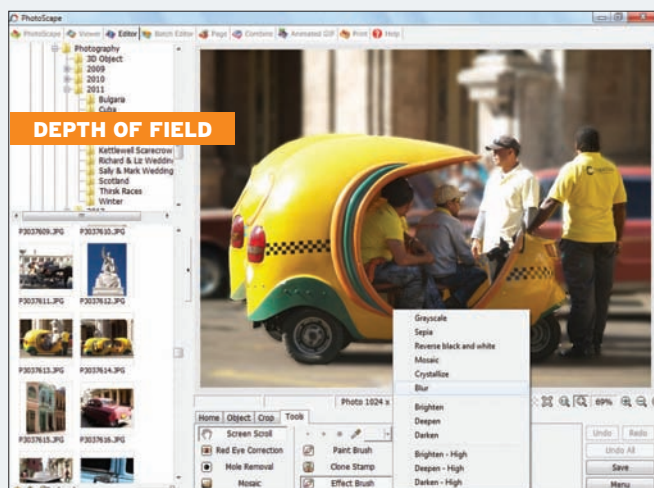 PhotoScape
PhotoScape Viewer Editor Batch Editor Page Combine Animated GIF Print Help
Photography
3D Object
2009
2010
2011
Bulgaria
Cuba
DEPTH OF FIELD
Kettlewell Scarecrow
Richard & Liz Wedding
Sally & Mark Wedding
Scotland
Thirsk Races
Winter
2012
P3037609.JPG P3037610.JPG
P3037611.JPG P3037612.JPG
P3037613.JPG P3037614.JPG
P3037615.JPG P3037616.JPG
Grayscale
Sepia
Reverse black and white
Mosaic
Crystallize
Blur
Brighten
Deepen
Darken
Brighten - High
Deepen - High
Darken - High
Photo 1024 x
69%
Home Object Crop Tools
Screen Scroll
Red Eye Correction
Mole Removal
Mosaic
Paint Brush
Clone Stamp
Effect Brush
Undo Redo
Undo All
Save
Menu